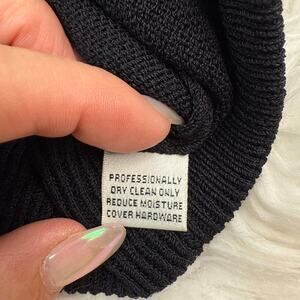 PROFESSIONALLY
DRY CLEAN ONLY
REDUCE MOISTURE
COVER HARDWARE